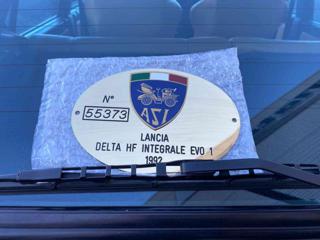 N°
55373
ASI
LANCIA
DELTA HF INTEGRALE EVO 1
1992